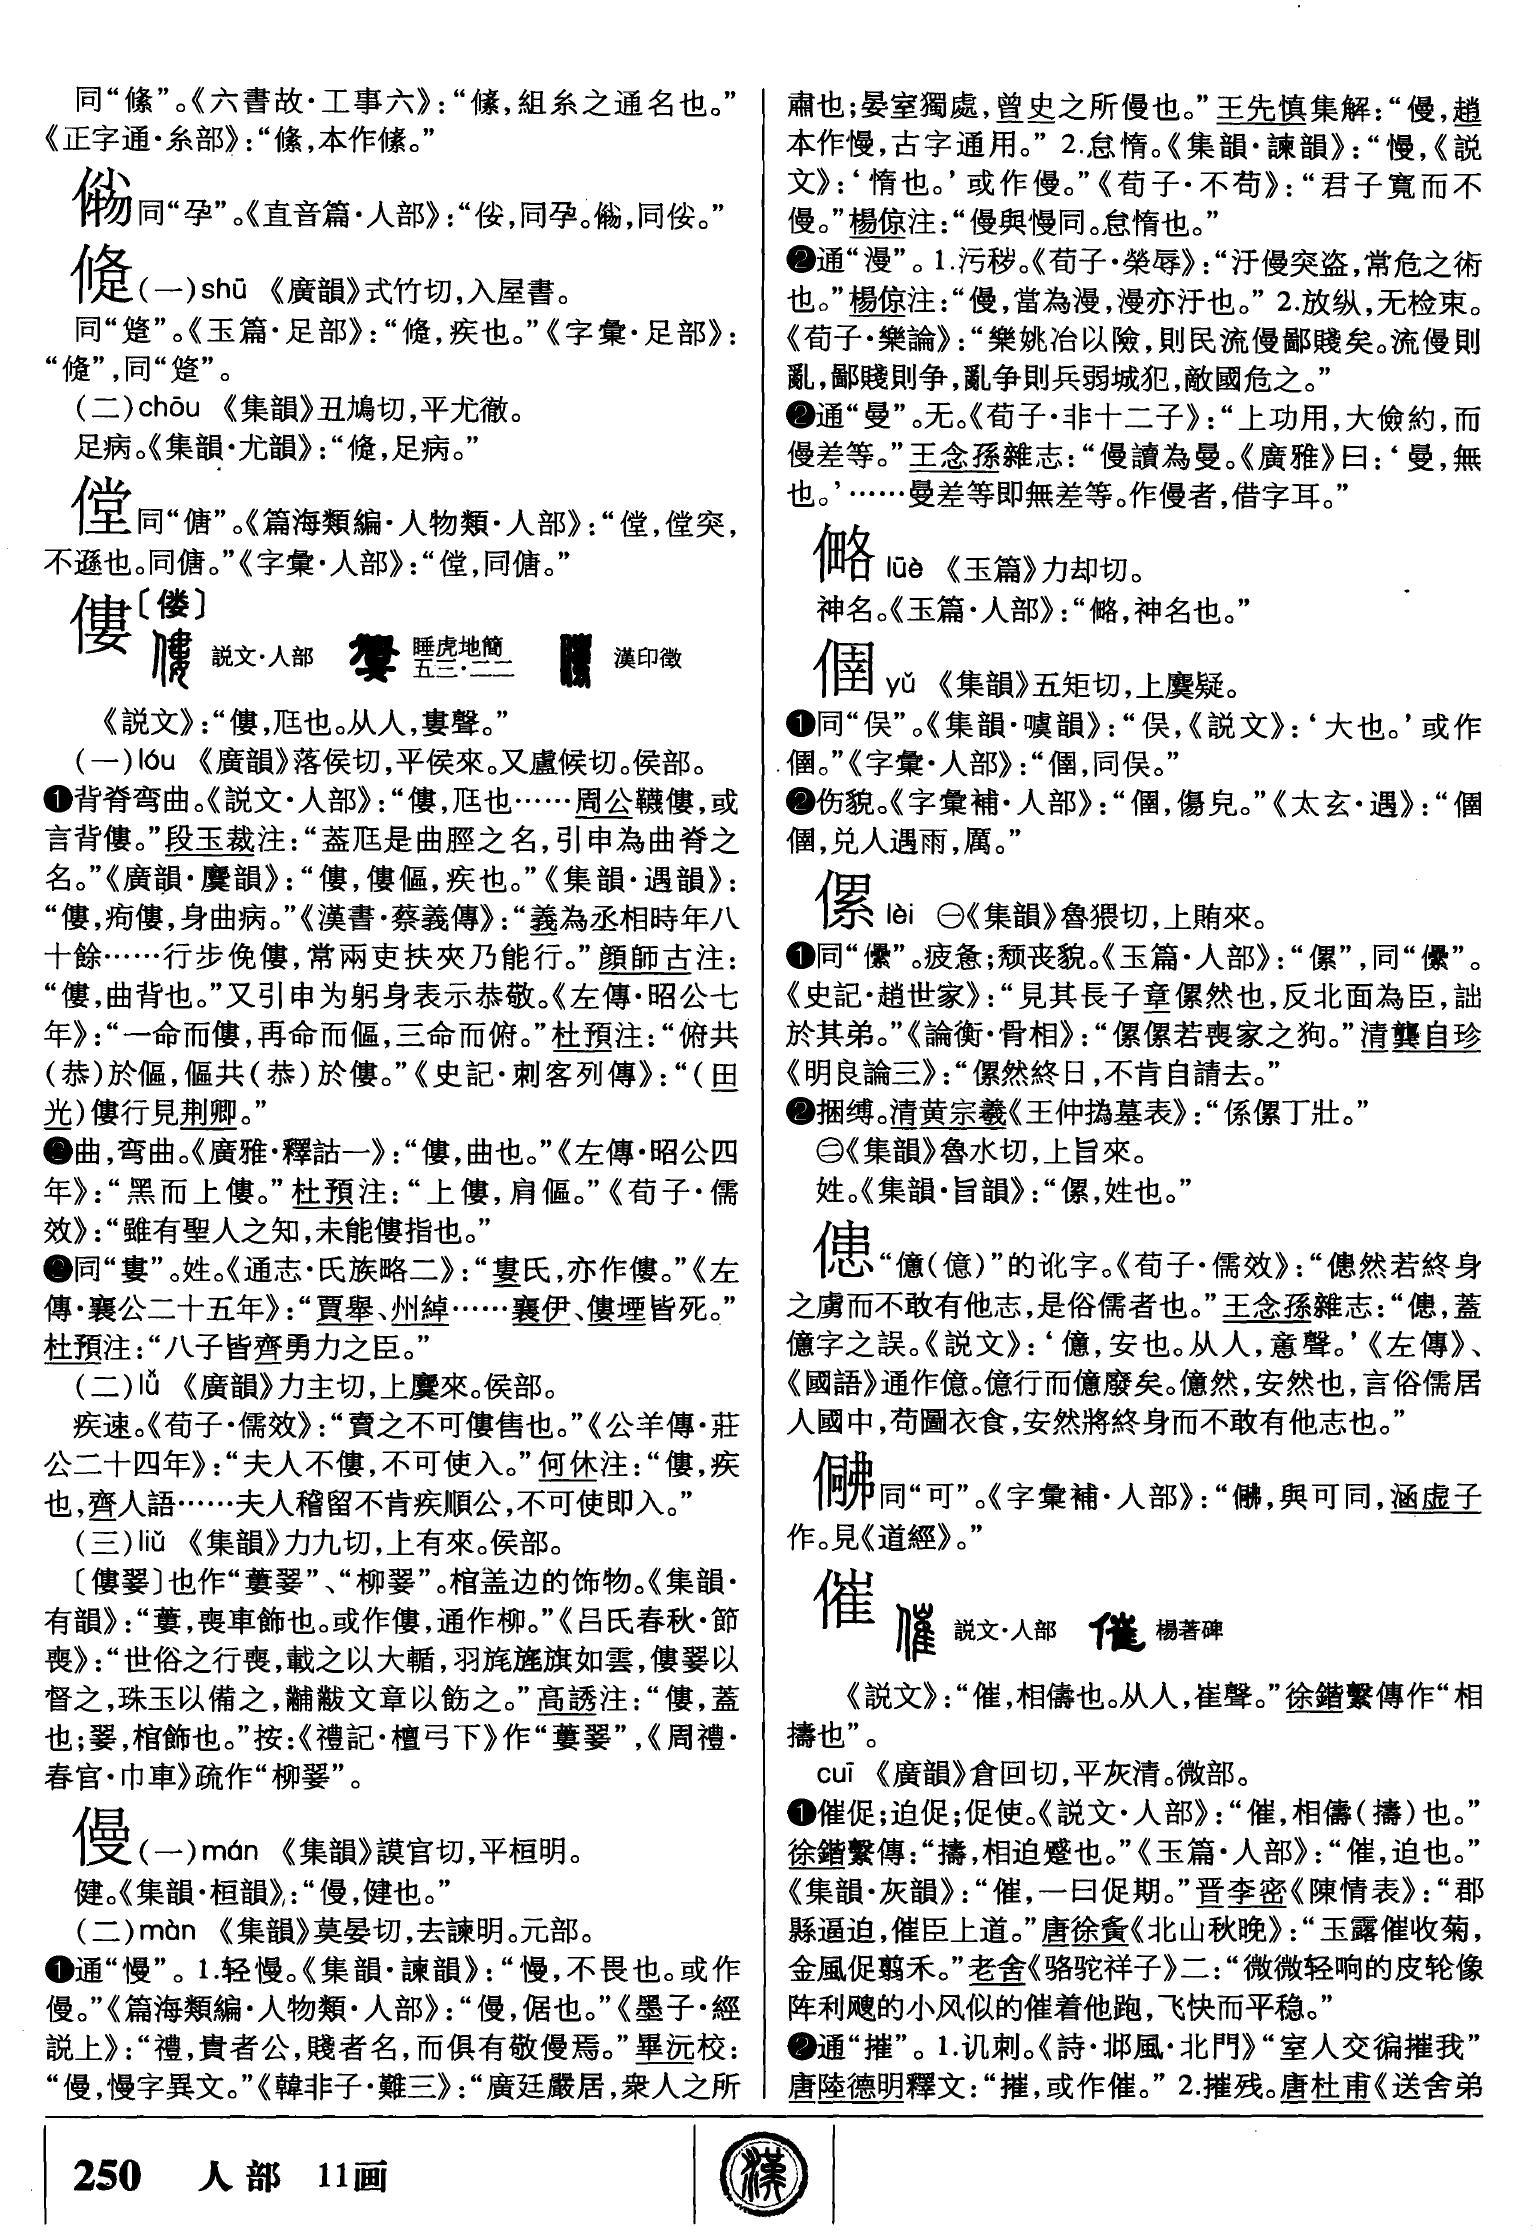 同“絛”。《六書故·工事六》：“絛，組糸之通名也。”
《正字通·糸部》：“絛，本作絛。”
同“孕”。《直音篇·人部》：“㑗，同孕。同㑗。”
(一)shū 《廣韻》式竹切，入屋書。
同“䟉”。《玉篇·足部》：“，疾也。”《字彙·足部》：
“”，同“”。
(二)chōu 《集韻》丑鳩切，平尤徹。
足病。《集韻·尤韻》：“，足病。”
㑽同“傏”。《篇海類編·人物類·人部》：“㑽，㑽突，
不遜也。同傏。”《字彙·人部》：“㑽，同傏。”
僂〔偻〕
説文·人部 睡虎地簡五三·二二 漢印徵
《説文》：“僂，尫也。从人，婁聲。”
(一)lóu 《廣韻》落侯切，平侯來。又盧候切。侯部。
❶背脊弯曲。《説文·人部》：“僂，尫也……周公韈僂，或
言背僂。”段玉裁注：“葢尫是曲脛之名，引申為曲脊之
名。”《廣韻·麌韻》：“僂，僂傴，疾也。”《集韻·遇韻》：
“僂，痀僂，身曲病。”《漢書·蔡義傳》：“義為丞相時年八
十餘……行步俛僂，常兩吏扶夾乃能行。”顔師古注：
“僂，曲背也。”又引申为躬身表示恭敬。《左傳·昭公七
年》：“一命而僂，再命而傴，三命而俯。”杜預注：“俯共
(恭)於傴，傴共(恭)於僂。”《史記·刺客列傳》：“(田
光)僂行見荆卿。”
❷曲，弯曲。《廣雅·釋詁一》：“僂，曲也。”《左傳·昭公四
年》：“黑而上僂。”杜預注：“上僂，肩傴。”《荀子·儒
效》：“雖有聖人之知，未能僂指也。”
❸同“婁”。姓。《通志·氏族略二》：“婁氏，亦作僂。”《左
傳·襄公二十五年》：“賈舉、州綽……襄伊、僂堙皆死。”
杜預注：“八子皆齊勇力之臣。”
(二)lǚ 《廣韻》力主切，上麌來。侯部。
疾速。《荀子·儒效》：“賣之不可僂售也。”《公羊傳·莊
公二十四年》：“夫人不僂，不可使入。”何休注：“僂，疾
也，齊人語……夫人稽留不肯疾順公，不可使即入。”
(三)liǔ 《集韻》力九切，上有來。侯部。
〔僂翣〕也作“蔞翣”、“柳翣”。棺盖边的饰物。《集韻·
有韻》：“蔞，喪車飾也。或作僂，通作柳。”《吕氏春秋·節
喪》：“世俗之行喪，載之以大輴，羽旄旌旗如雲，僂翣以
督之，珠玉以備之，黼黻文章以飭之。”高誘注：“僂，蓋
也；翣，棺飾也。”按：《禮記·檀弓下》作“蔞翣”，《周禮·
春官·巾車》疏作“柳翣”。
僈(一)mán 《集韻》謨官切，平桓明。
健。《集韻·桓韻》：“僈，健也。”
(二)màn 《集韻》莫晏切，去諫明。元部。
❶通“慢”。1.轻慢。《集韻·諫韻》：“慢，不畏也。或作
僈。”《篇海類編·人物類·人部》：“僈，倨也。”《墨子·經
説上》：“禮，貴者公，賤者名，而俱有敬僈焉。”畢沅校：
“僈，慢字異文。”《韓非子·難三》：“廣廷嚴居，衆人之所
肅也；晏室獨處，曾史之所僈也。”王先慎集解：“僈，趙
本作慢，古字通用。”2.怠惰。《集韻·諫韻》：“慢，《説
文》：‘惰也。’或作僈。”《荀子·不苟》：“君子寬而不
僈。”楊倞注：“僈與慢同。怠惰也。”
❷通“漫”。1.污秽。《荀子·榮辱》：“汙僈突盗，常危之術
也。”楊倞注：“僈，當為漫，漫亦汙也。”2.放纵，无检束。
《荀子·樂論》：“樂姚冶以險，則民流僈鄙賤矣。流僈則
亂，鄙賤則争，亂争則兵弱城犯，敵國危之。”
❷通“曼”。无。《荀子·非十二子》：“上功用，大儉約，而
僈差等。”王念孫雜志：“僈讀為曼。《廣雅》曰：‘曼，無
也。’……曼差等即無差等。作僈者，借字耳。”
㑼 lüè 《玉篇》力却切。
神名。《玉篇·人部》：“㑼，神名也。”
㒁 yǔ 《集韻》五矩切，上麌疑。
❶同“俁”。《集韻·噳韻》：“俁，《説文》：‘大也。’或作
㒁。”《字彙·人部》：“㒁，同俁。”
❷伤貌。《字彙補·人部》：“㒁，傷皃。”《太玄·遇》：“㒁
㒁，兑人遇雨，厲。”
傫 lèi ㊀《集韻》魯猥切，上賄來。
❶同“儽”。疲惫；颓丧貌。《玉篇·人部》：“傫”，同“儽”。
《史記·趙世家》：“見其長子章傫然也，反北面為臣，詘
於其弟。”《論衡·骨相》：“傫傫若喪家之狗。”清龔自珍
《明良論三》：“傫然終日，不肯自請去。”
❷捆缚。清黄宗羲《王仲撝墓表》：“係傫丁壯。”
㊁《集韻》魯水切，上旨來。
姓。《集韻·旨韻》：“傫，姓也。”
僡“億(億)”的讹字。《荀子·儒效》：“僡然若終身
之虜而不敢有他志，是俗儒者也。”王念孫雜志：“僡，蓋
億字之誤。《説文》：‘億，安也。从人，意聲。’《左傳》、
《國語》通作億。億行而億廢矣。億然，安然也，言俗儒居
人國中，苟圖衣食，安然將終身而不敢有他志也。”
同“可”。《字彙補·人部》：“，與可同，涵虚子
作。見《道經》。”
催
説文·人部 楊著碑
《説文》：“催，相儔也。从人，崔聲。”徐鍇繫傳作“相
擣也”。
cuī 《廣韻》倉回切，平灰清。微部。
❶催促；迫促；促使。《説文·人部》：“催，相儔(擣)也。”
徐鍇繫傳：“擣，相迫蹙也。”《玉篇·人部》：“催，迫也。”
《集韻·灰韻》：“催，一曰促期。”晋李密《陳情表》：“郡
縣逼迫，催臣上道。”唐徐夤《北山秋晚》：“玉露催收菊，
金風促翦禾。”老舍《骆驼祥子》二：“微微轻响的皮轮像
阵利飕的小风似的催着他跑，飞快而平稳。”
❷通“摧”。1.讥刺。《詩·邶風·北門》“室人交徧摧我”
唐陸德明釋文：“摧，或作催。”2.摧残。唐杜甫《送舍弟
250 人部 11画
漢